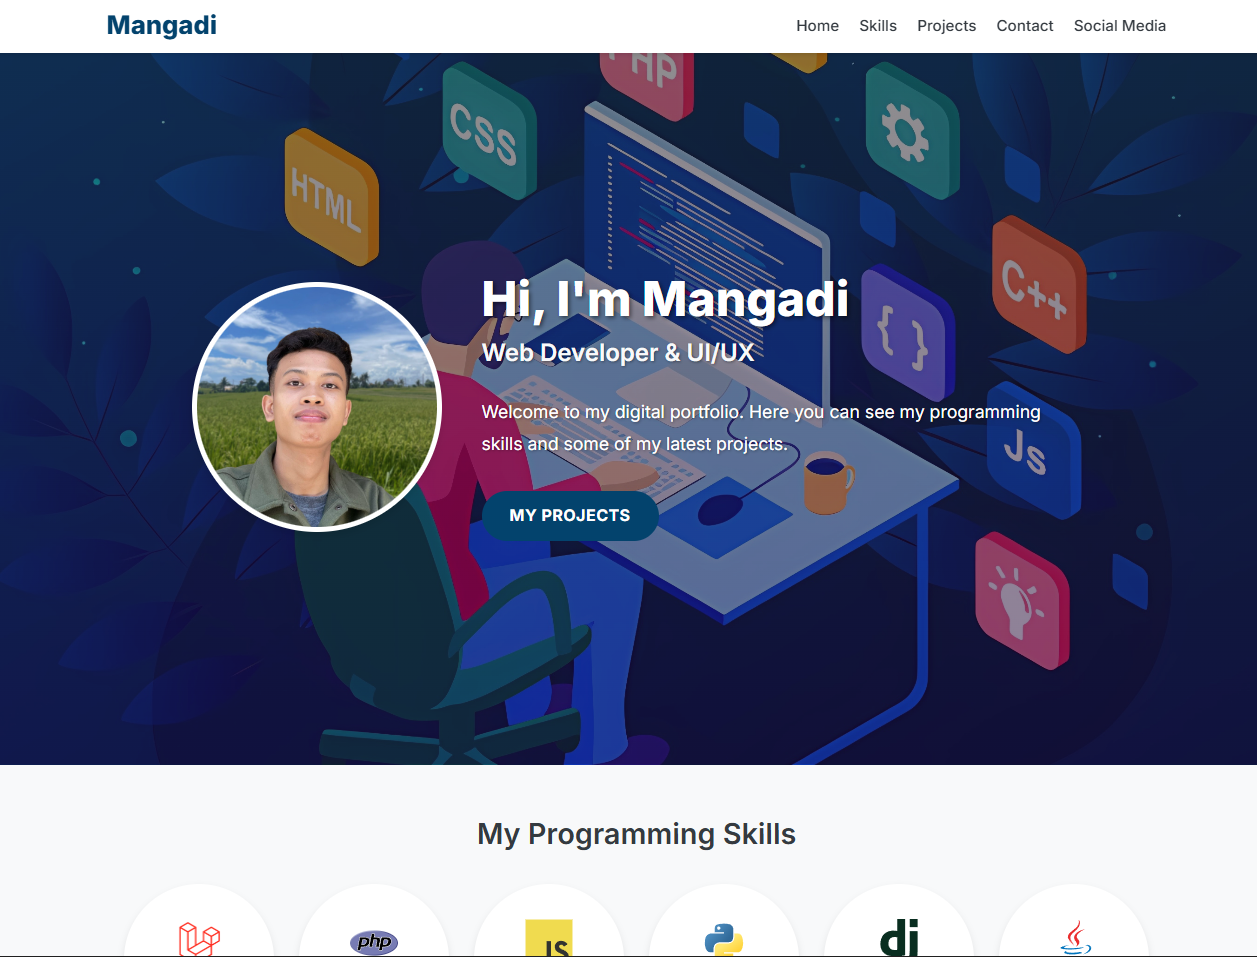 Mangadi
Home Skills Projects Contact Social Media
PHP
CSS
HTML
C++
{ }
Hi, I'm Mangadi
Web Developer & UI/UX
Welcome to my digital portfolio. Here you can see my programming
skills and some of my latest projects.
Js
MY PROJECTS
My Programming Skills
php
JS
dj